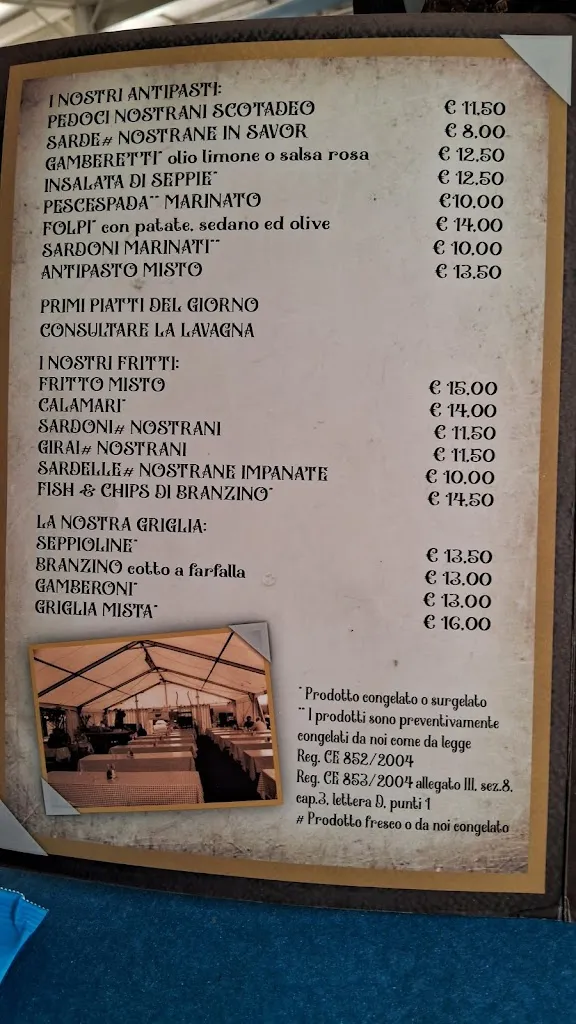 I NOSTRI ANTIPASTI:
PEDOCI NOSTRANI SCOTADEO € 11.50
SARDE# NOSTRANE IN SAVOR € 8.00
GAMBERETTI* olio limone o salsa rosa € 12.50
INSALATA DI SEPPIE* € 12.50
PESCESPADA** MARINATO €10.00
FOLPI* con patate, sedano ed olive € 14.00
SARDONI MARINATI** € 10.00
ANTIPASTO MISTO € 13.50
PRIMI PIATTI DEL GIORNO
CONSULTARE LA LAVAGNA
I NOSTRI FRITTI:
FRITTO MISTO € 15.00
CALAMARI* € 14.00
SARDONI# NOSTRANI € 11.50
GIRAI# NOSTRANI € 11.50
SARDELLE# NOSTRANE IMPANATE € 10.00
FISH & CHIPS DI BRANZINO* € 14.50
LA NOSTRA GRIGLIA:
SEPPIOLINE* € 13.50
BRANZINO cotto a farfalla € 13.00
GAMBERONI* € 13.00
GRIGLIA MISTA* € 16.00
* Prodotto congelato o surgelato
** I prodotti sono preventivamente
congelati da noi come da legge
Reg. CE 852/2004
Reg. CE 853/2004 allegato III, sez.8,
cap.3, lettera D, punti 1
# Prodotto fresco o da noi congelato